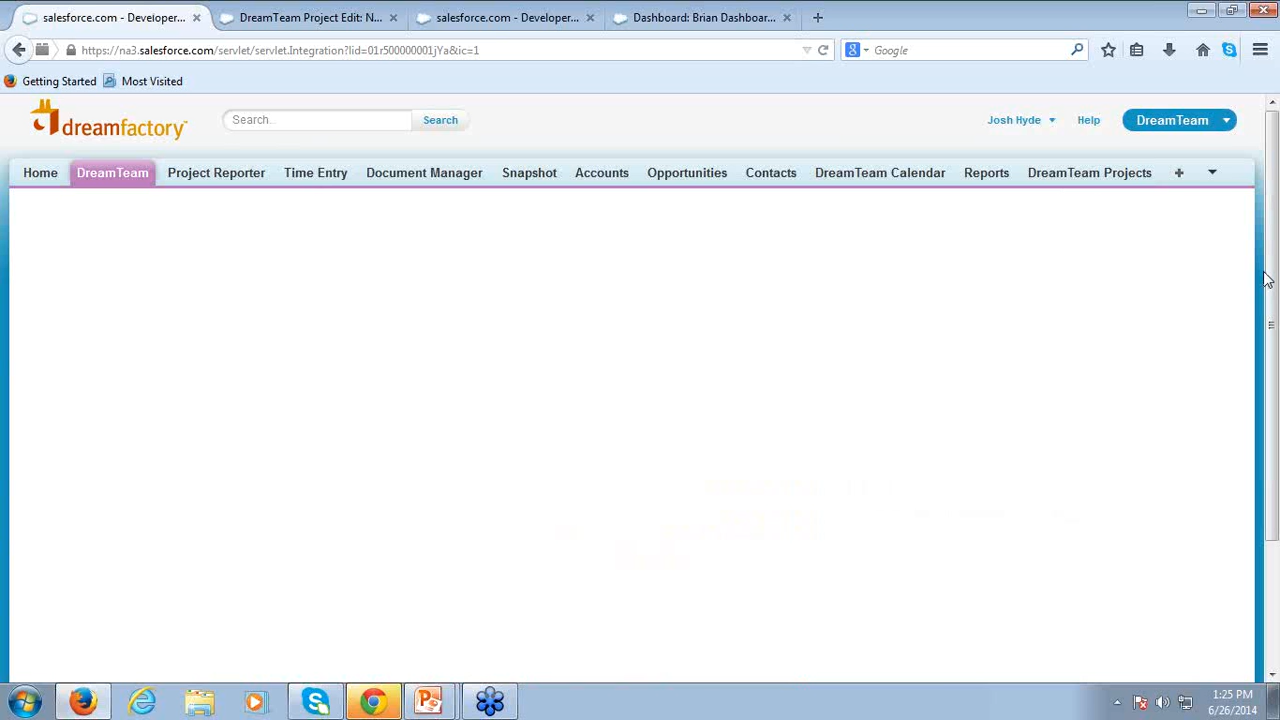 salesforce.com - Developer...
DreamTeam Project Edit: N...
salesforce.com - Developer...
Dashboard: Brian Dashboar...
https://na3.salesforce.com/servlet/servlet.Integration?lid=01r500000001jYa&ic=1
Google
Getting Started
Most Visited
dreamfactory
Search...
Search
Josh Hyde
Help
DreamTeam
Home
DreamTeam
Project Reporter
Time Entry
Document Manager
Snapshot
Accounts
Opportunities
Contacts
DreamTeam Calendar
Reports
DreamTeam Projects
1:25 PM
6/26/2014